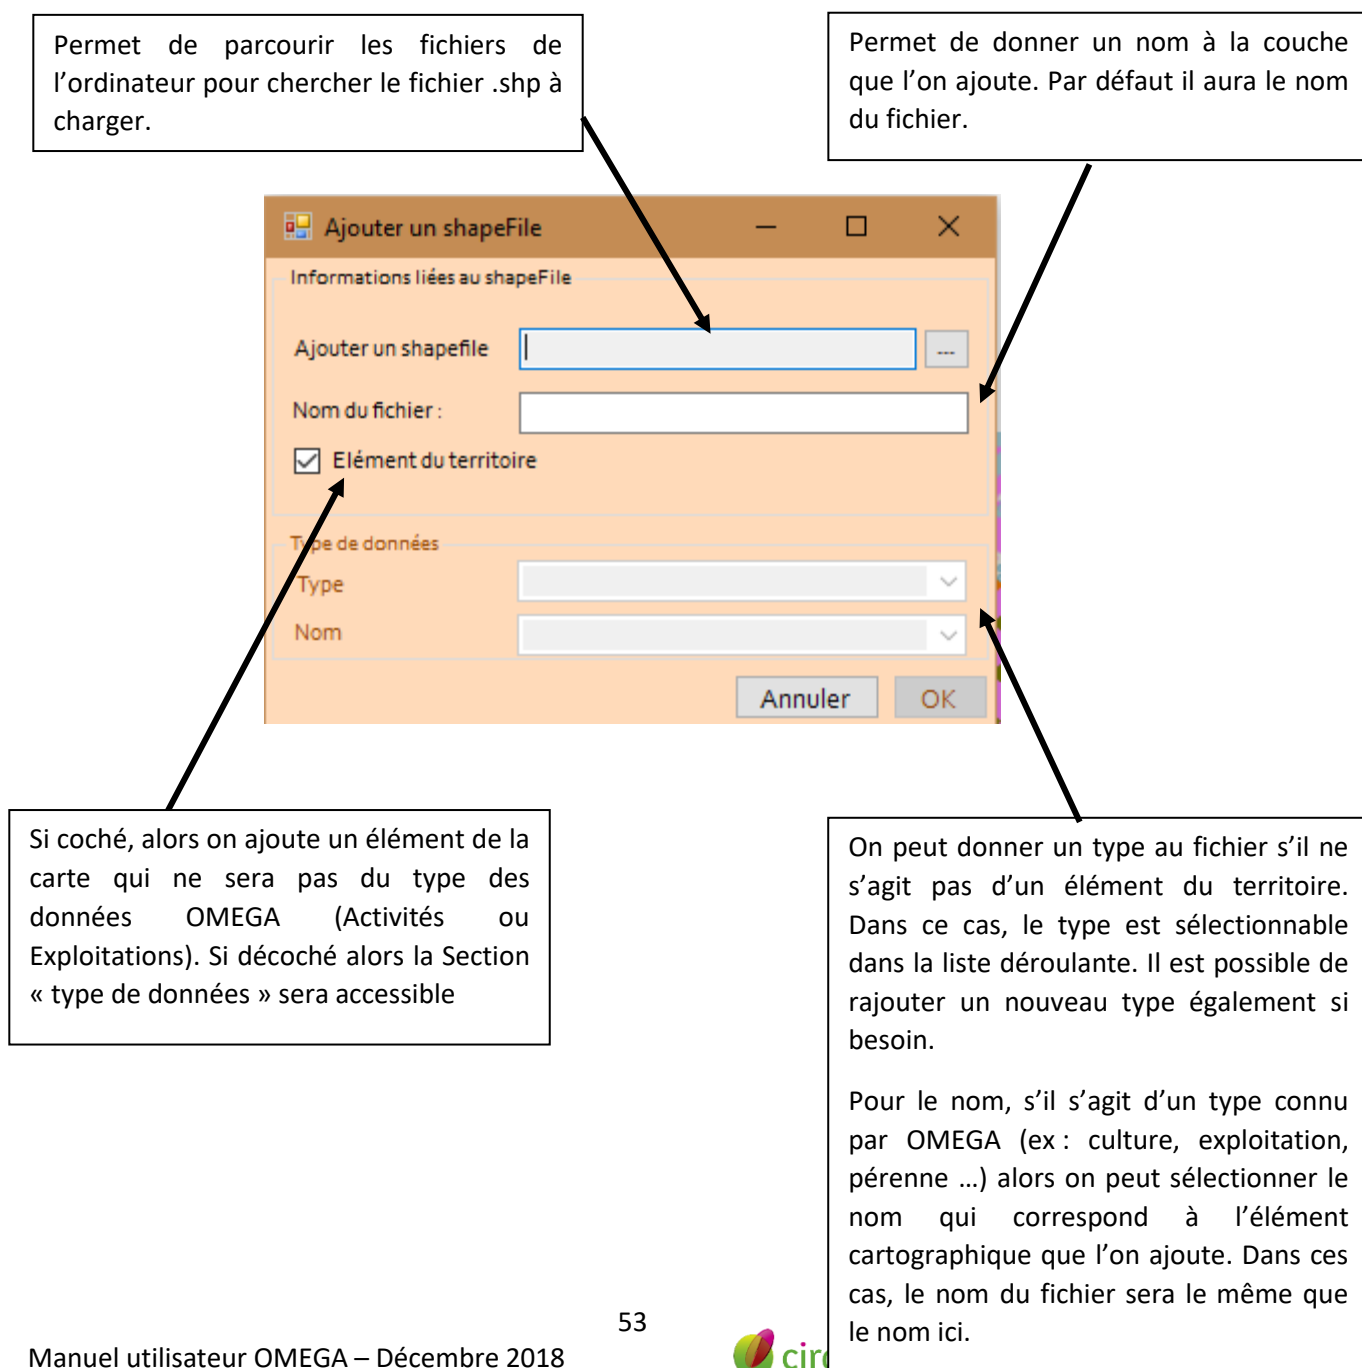 Permet de parcourir les fichiers de
l’ordinateur pour chercher le fichier .shp à
charger.
Permet de donner un nom à la couche
que l’on ajoute. Par défaut il aura le nom
du fichier.
Ajouter un shapeFile
Informations liées au shapeFile
Ajouter un shapefile
...
Nom du fichier :
Elément du territoire
Type de données
Type
Nom
Annuler OK
Si coché, alors on ajoute un élément de la
carte qui ne sera pas du type des
données OMEGA (Activités ou
Exploitations). Si décoché alors la Section
« type de données » sera accessible
On peut donner un type au fichier s’il ne
s’agit pas d’un élément du territoire.
Dans ce cas, le type est sélectionnable
dans la liste déroulante. Il est possible de
rajouter un nouveau type également si
besoin.
Pour le nom, s’il s’agit d’un type connu
par OMEGA (ex : culture, exploitation,
pérenne …) alors on peut sélectionner le
nom qui correspond à l’élément
cartographique que l’on ajoute. Dans ces
cas, le nom du fichier sera le même que
le nom ici.
53
Manuel utilisateur OMEGA – Décembre 2018